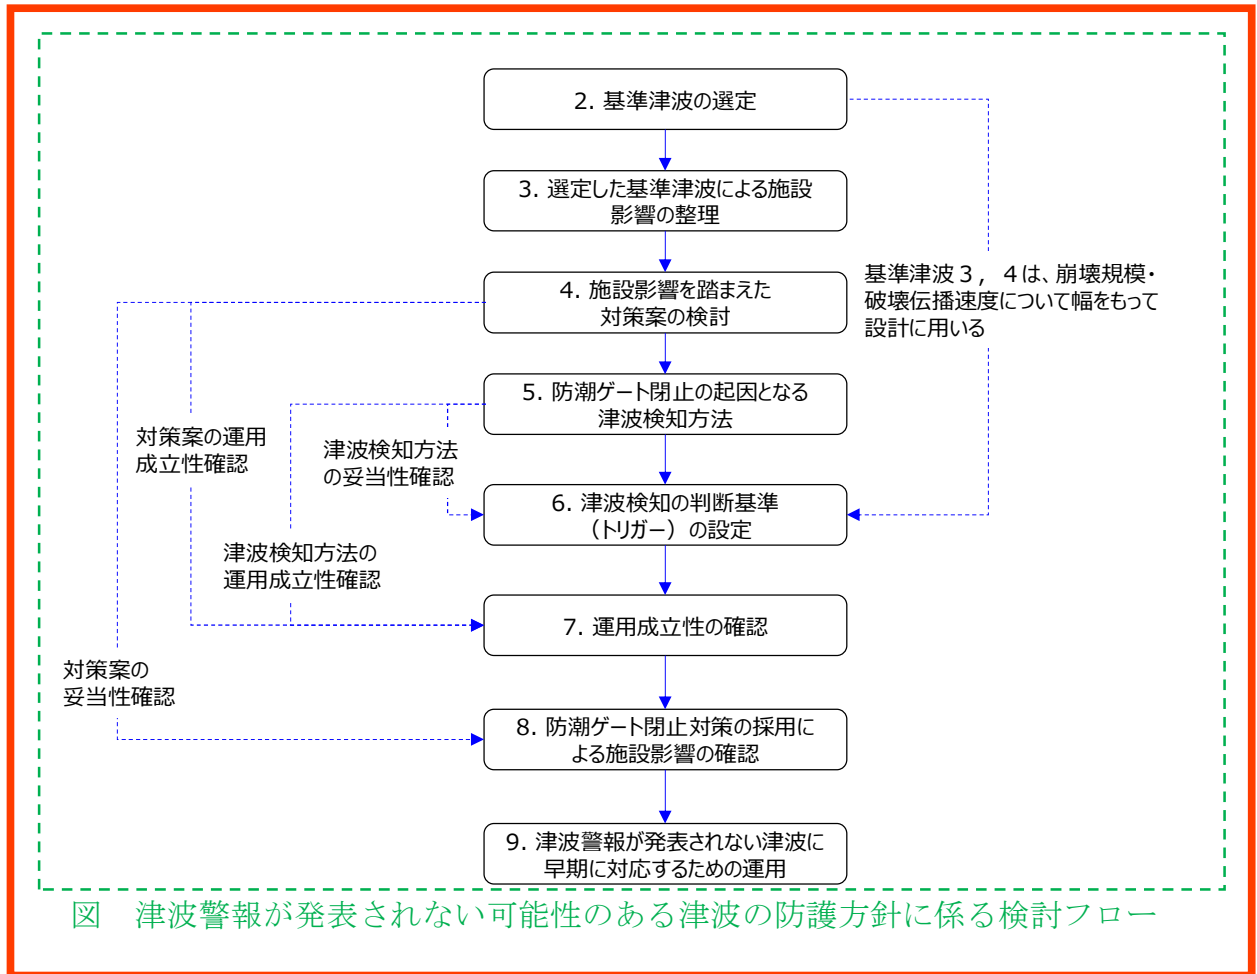 2. 基準津波の選定
3. 選定した基準津波による施設
影響の整理
4. 施設影響を踏まえた
対策案の検討
基準津波3，4は、崩壊規模・
破壊伝播速度について幅をもって
設計に用いる
5. 防潮ゲート閉止の起因となる
津波検知方法
対策案の運用
成立性確認
津波検知方法
の妥当性確認
6. 津波検知の判断基準
（トリガー）の設定
津波検知方法の
運用成立性確認
7. 運用成立性の確認
対策案の
妥当性確認
8. 防潮ゲート閉止対策の採用に
よる施設影響の確認
9. 津波警報が発表されない津波に
早期に対応するための運用
図　津波警報が発表されない可能性のある津波の防護方針に係る検討フロー